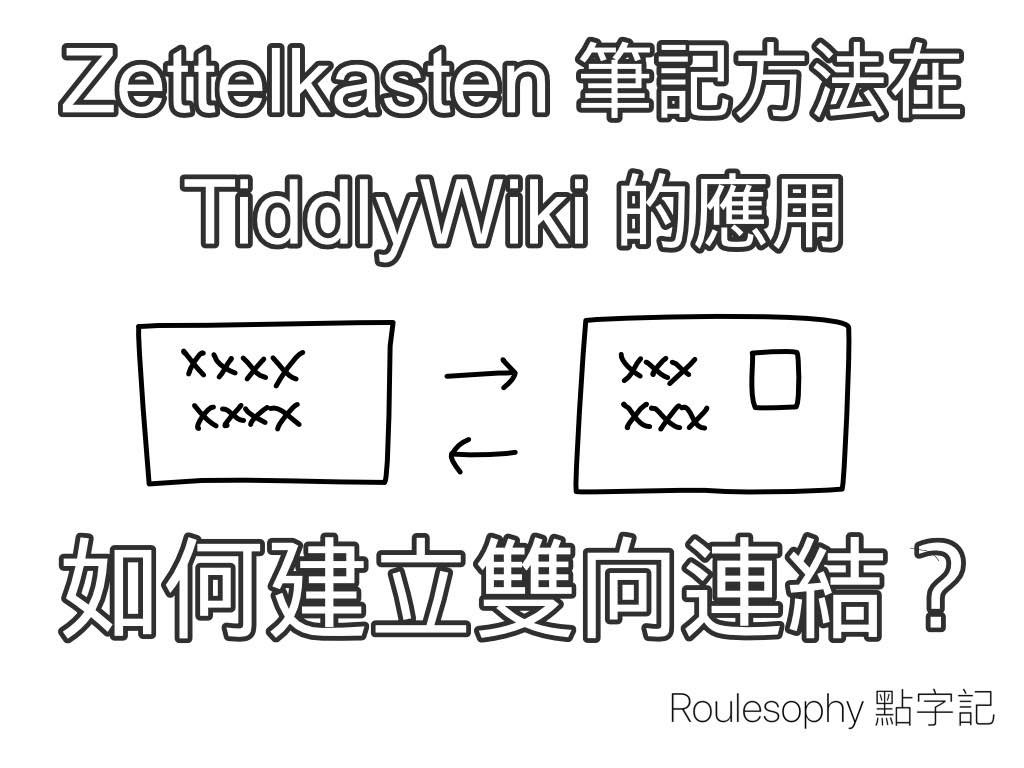 Zettelkasten 筆記方法在
TiddlyWiki 的應用
xxxx
xxxx
xxx
xxx
如何建立雙向連結？
Roulesophy 點字記